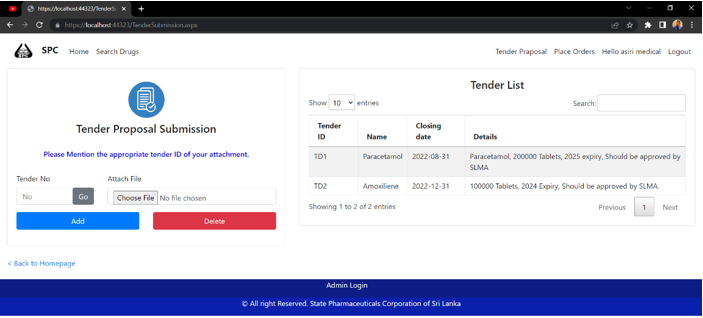 https://localhost:44323/TenderS
https://localhost:44323/TenderSubmission.aspx
SPC
SPC Home Search Drugs
Tender Praposal Place Orders Hello asiri medical Logout
Tender Proposal Submission
Please Mention the appropriate tender ID of your attachment.
Tender No Attach File
No Go Choose File No file chosen
Add Delete
Tender List
Show 10 entries Search:
Tender ID Name Closing date Details
TD1 Paracetamol 2022-08-31 Paracetamol, 200000 Tablets, 2025 expiry, Should be approved by
SLMA
TD2 Amoxiliene 2022-12-31 100000 Tablets, 2024 Expiry, Should be approved by SLMA.
Showing 1 to 2 of 2 entries Previous 1 Next
< Back to Homepage
Admin Login
© All right Reserved. State Pharmaceuticals Corporation of Sri Lanka